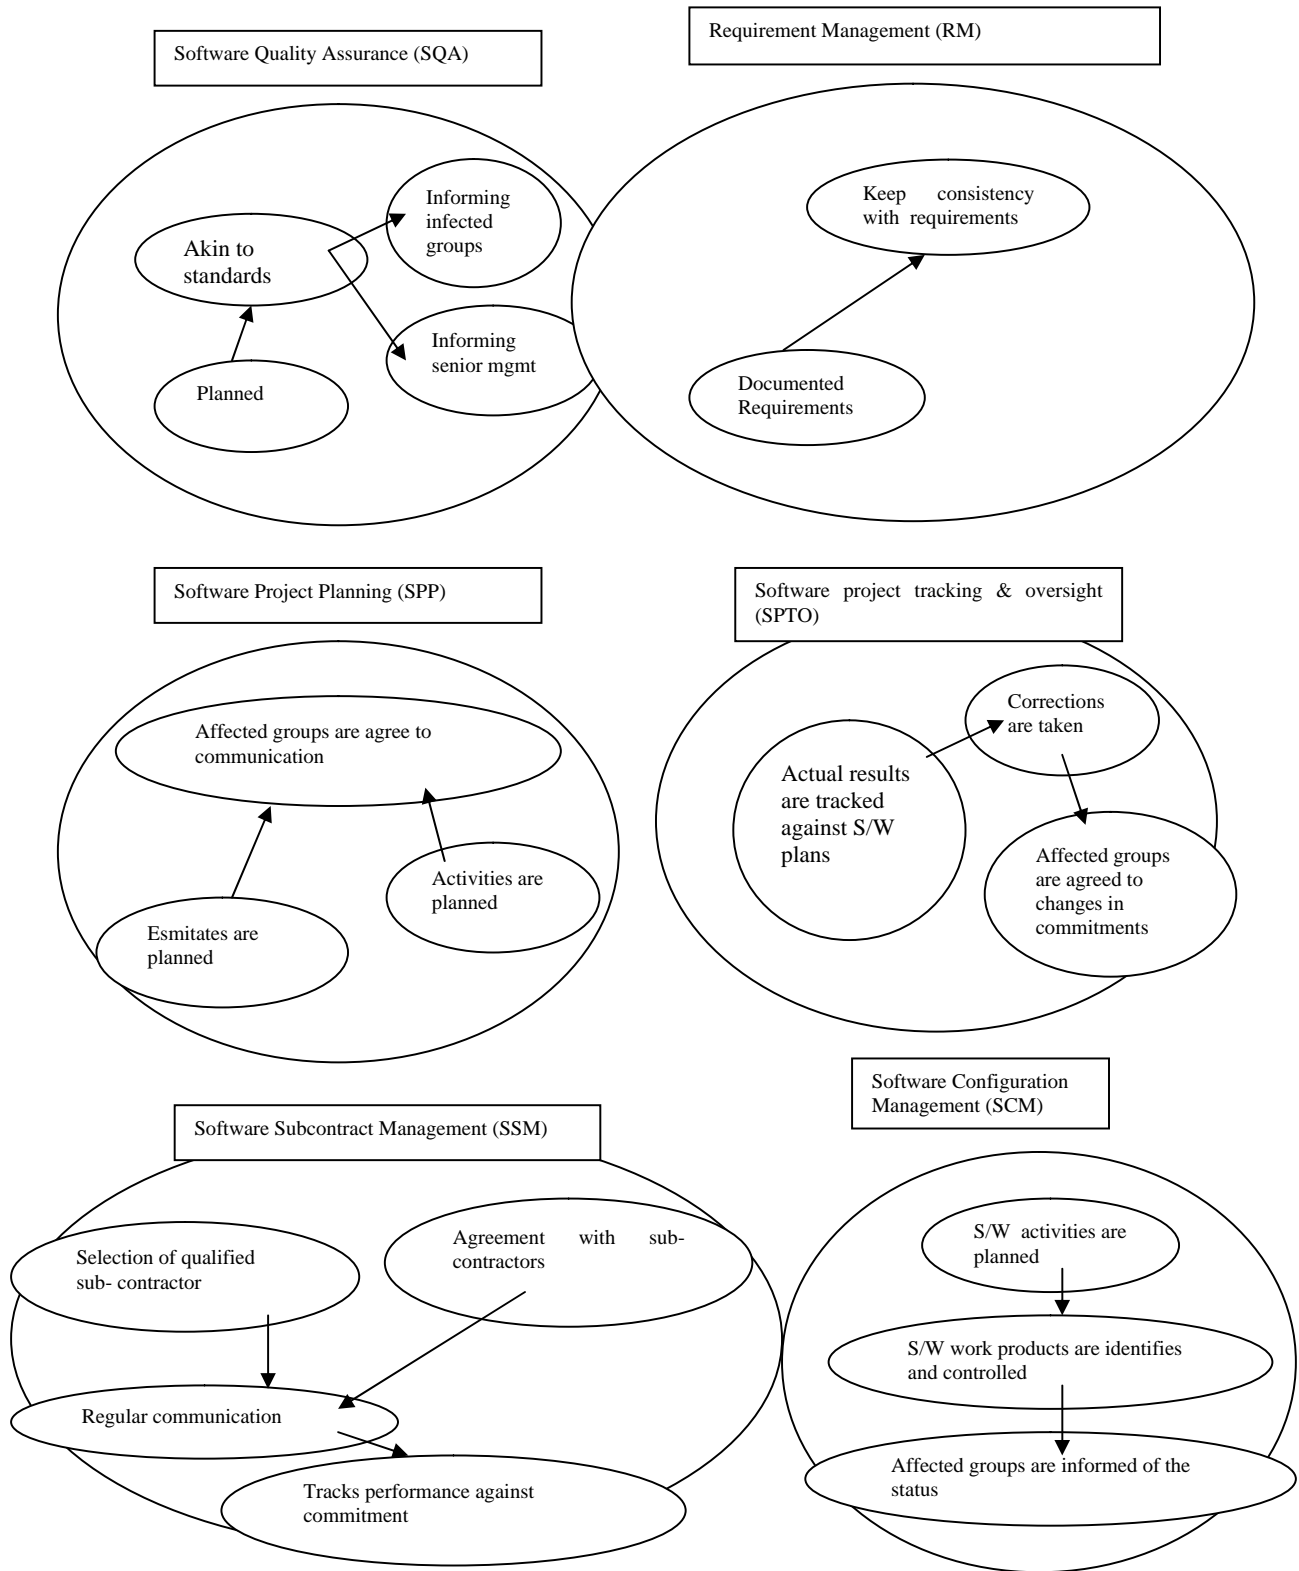 Software Quality Assurance (SQA)
Requirement Management (RM)
Informing
infected
groups
Akin to
standards
Informing
senior mgmt
Planned
Keep consistency
with requirements
Documented
Requirements
Software Project Planning (SPP)
Software project tracking & oversight
(SPTO)
Affected groups are agree to
communication
Activities are
planned
Esmitates are
planned
Corrections
are taken
Actual results
are tracked
against S/W
plans
Affected groups
are agreed to
changes in
commitments
Software Subcontract Management (SSM)
Software Configuration
Management (SCM)
Selection of qualified
sub- contractor
Agreement with sub-
contractors
Regular communication
Tracks performance against
commitment
S/W activities are
planned
S/W work products are identifies
and controlled
Affected groups are informed of the
status